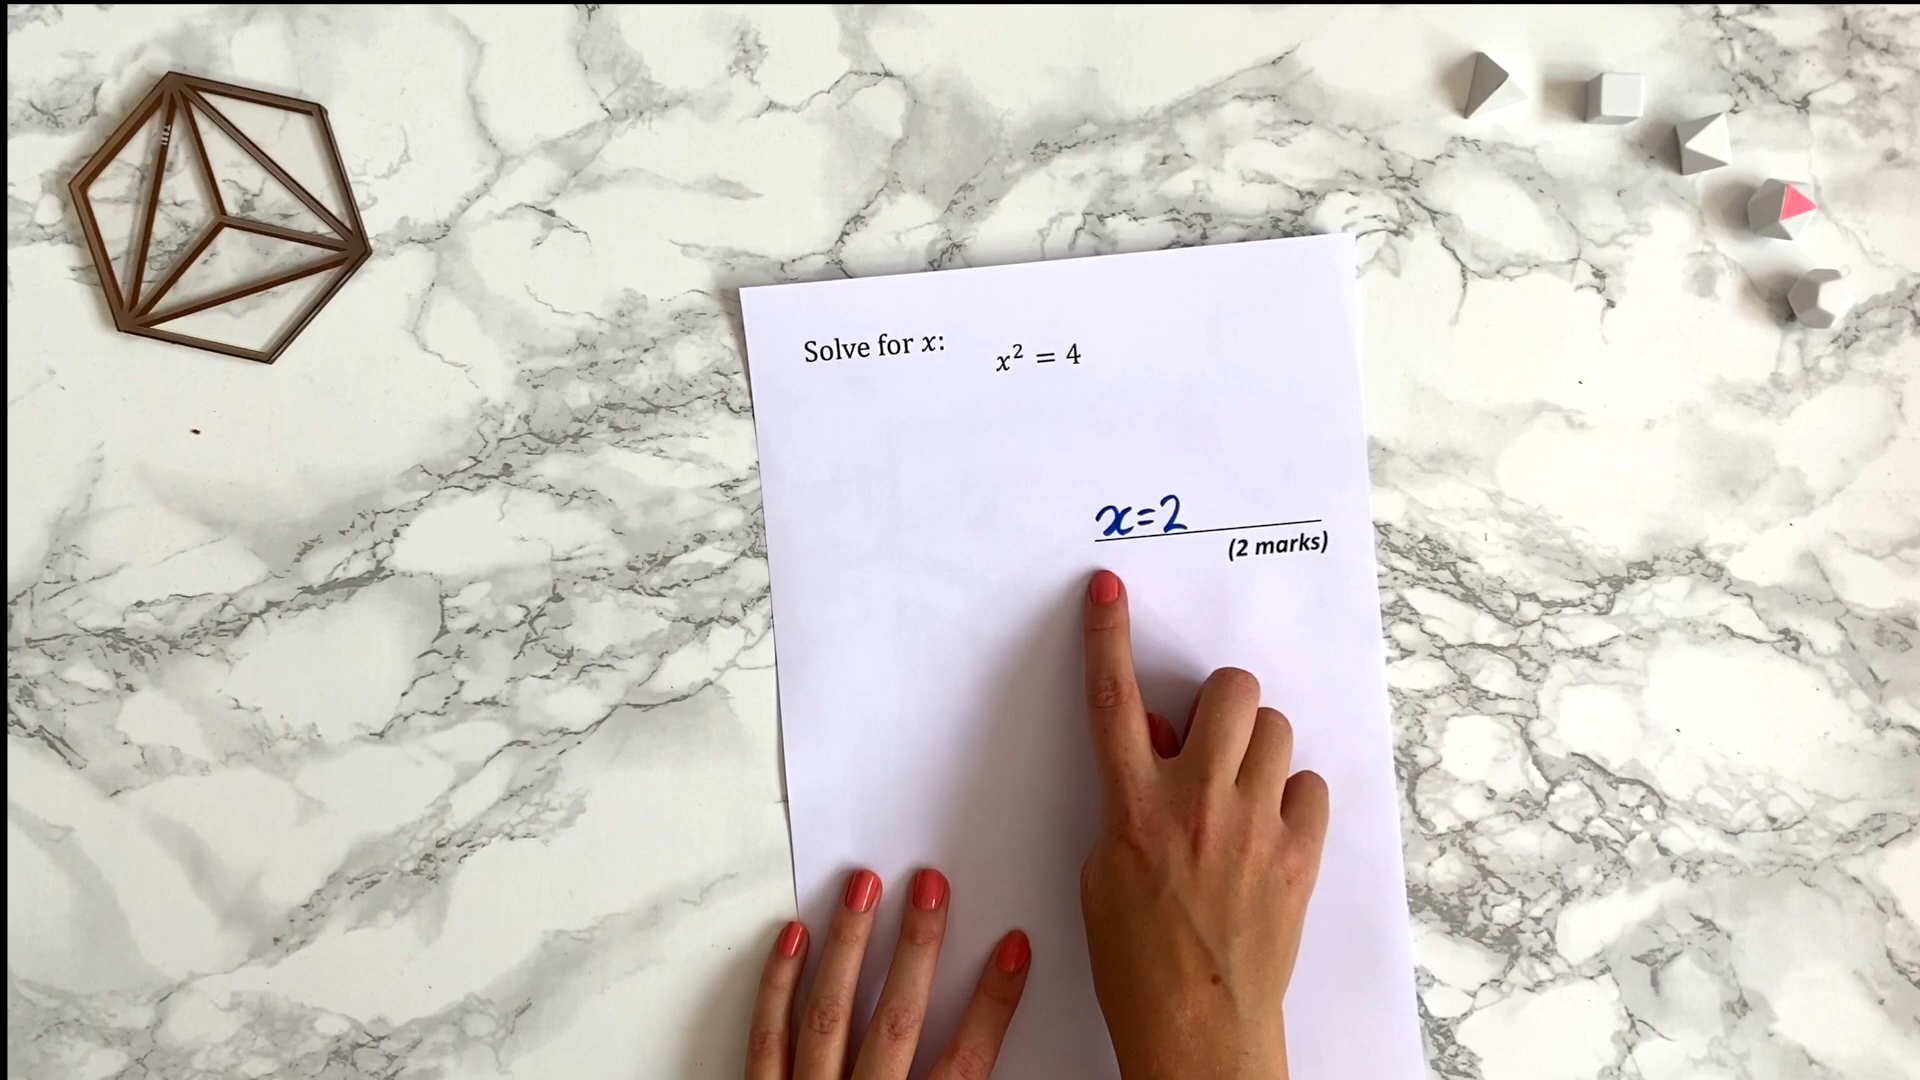 Solve for x: x² = 4
x=2
(2 marks)